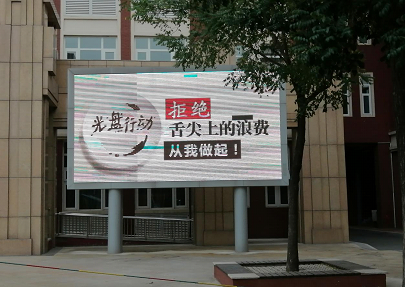 光盘行动
拒绝
舌尖上的浪费
从我做起！